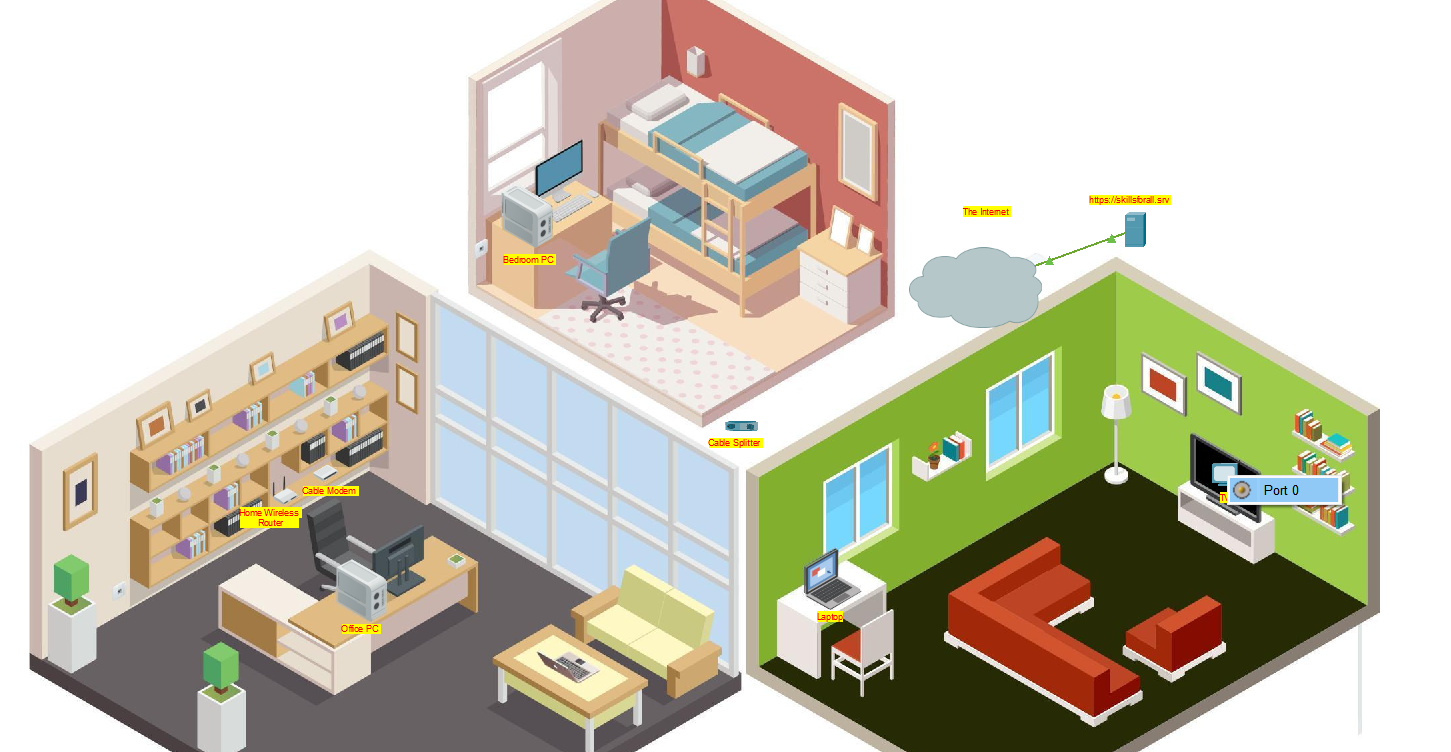 https://skillsforall.srv
The Internet
Bedroom PC
Cable Splitter
Port 0
Cable Modem
Home Wireless
Router
Laptop
Office PC